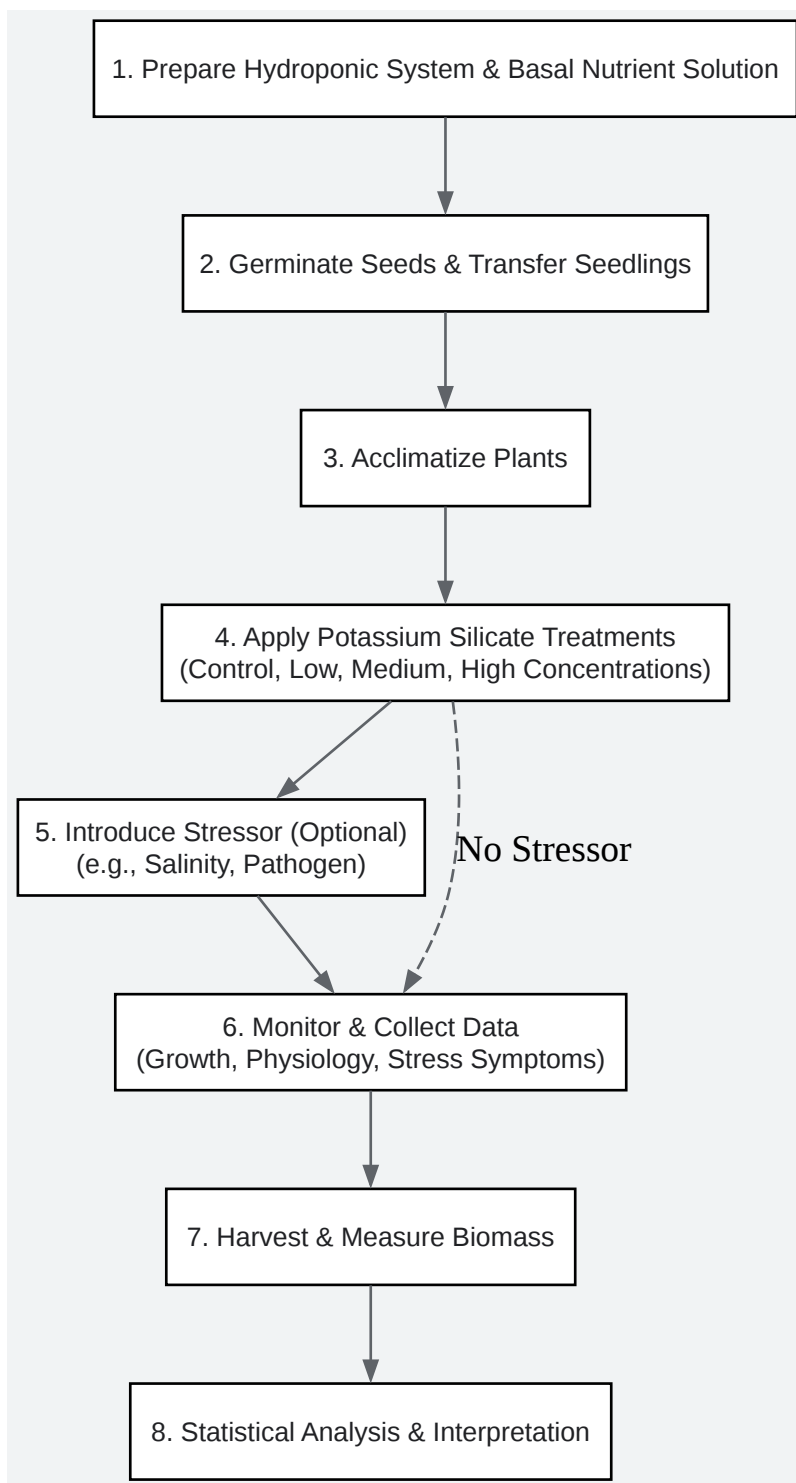 1. Prepare Hydroponic System & Basal Nutrient Solution
2. Germinate Seeds & Transfer Seedlings
3. Acclimatize Plants
4. Apply Potassium Silicate Treatments
(Control, Low, Medium, High Concentrations)
5. Introduce Stressor (Optional)
(e.g., Salinity, Pathogen)
No Stressor
6. Monitor & Collect Data
(Growth, Physiology, Stress Symptoms)
7. Harvest & Measure Biomass
8. Statistical Analysis & Interpretation